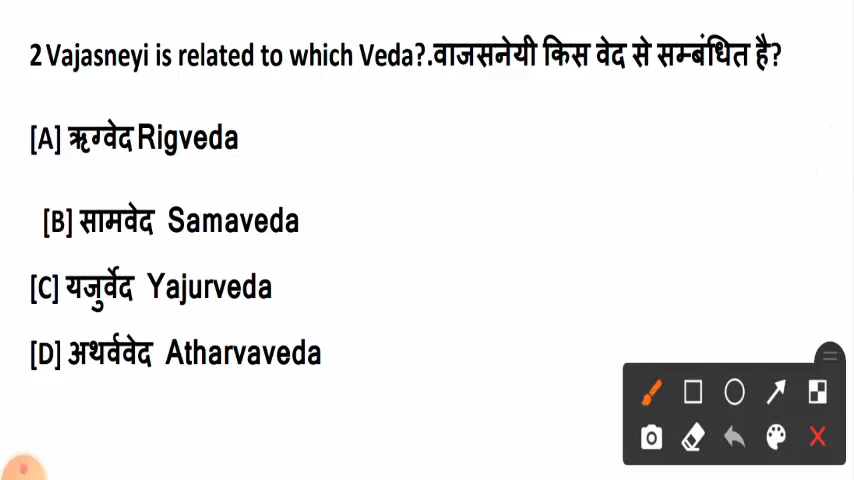 2 Vajasneyi is related to which Veda?.वाजसनेयी किस वेद से सम्बंधित है?
[A] ऋग्वेद Rigveda
[B] सामवेद Samaveda
[C] यजुर्वेद Yajurveda
[D] अथर्ववेद Atharvaveda